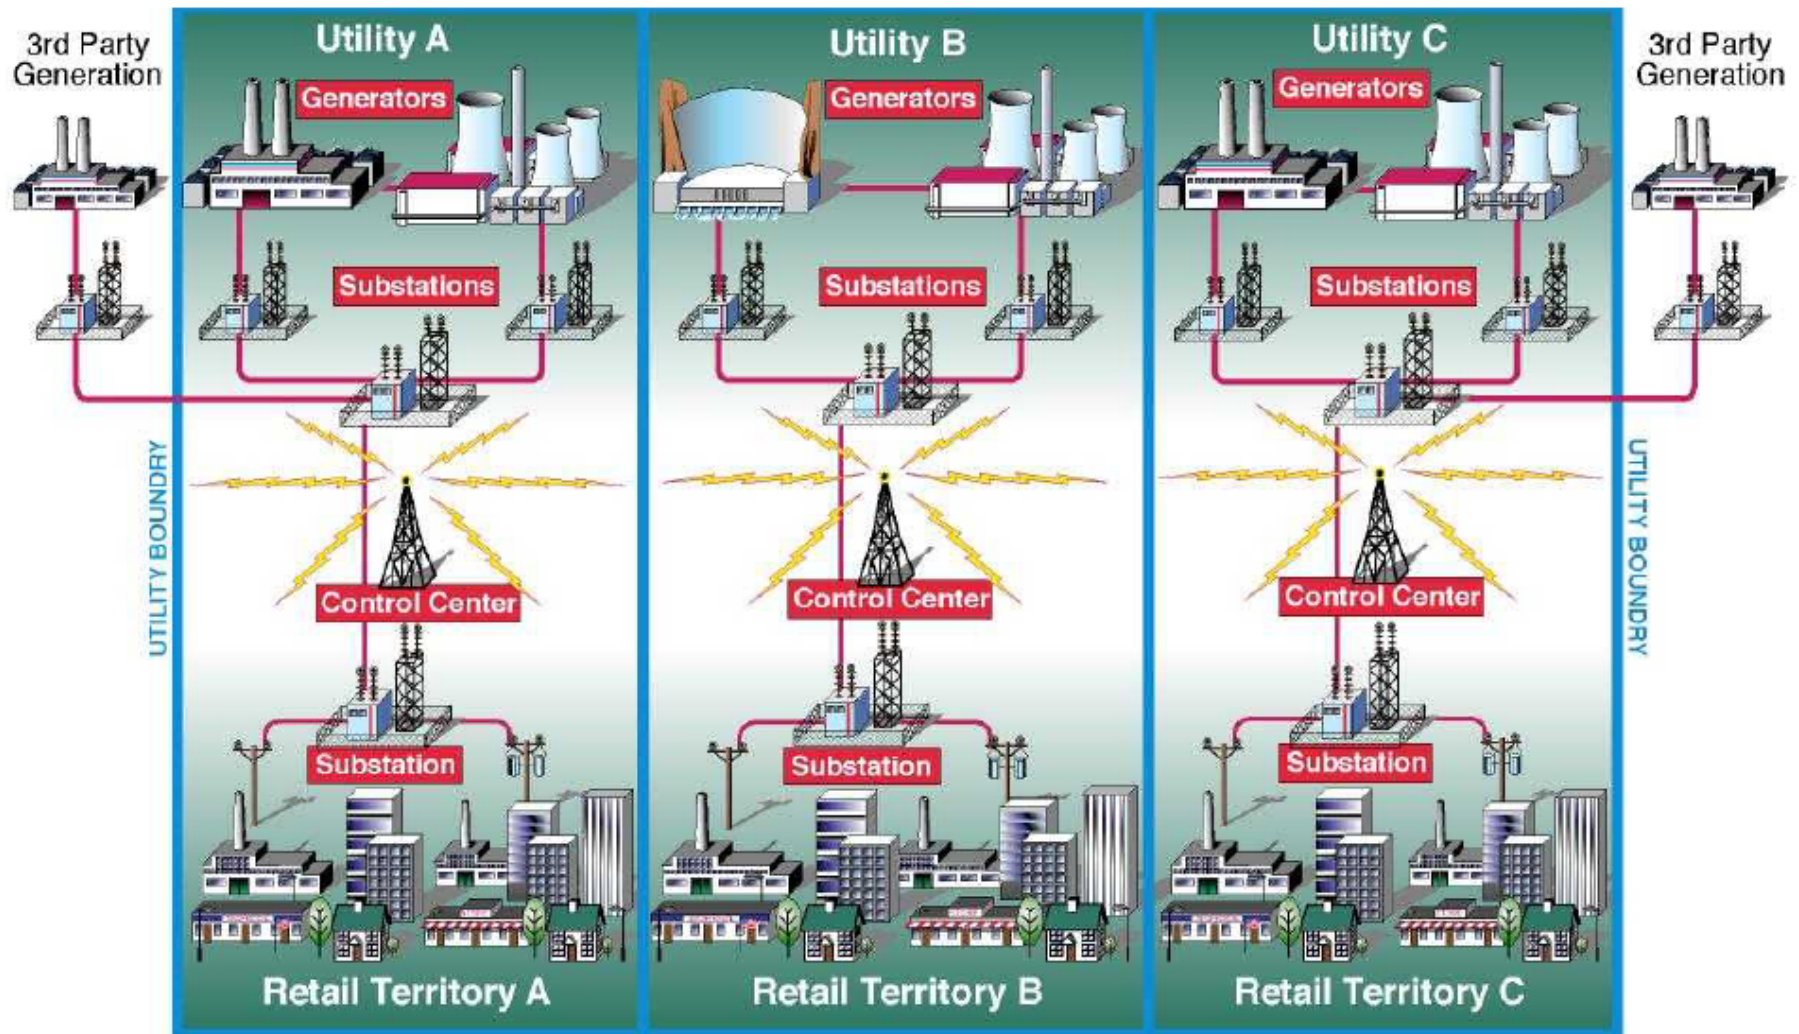 3rd Party
Generation
Utility A
Utility B
Utility C
3rd Party
Generation
Generators
Generators
Generators
Substations
Substations
Substations
UTILITY BOUNDRY
UTILITY BOUNDRY
Control Center
Control Center
Control Center
Substation
Substation
Substation
Retail Territory A
Retail Territory B
Retail Territory C